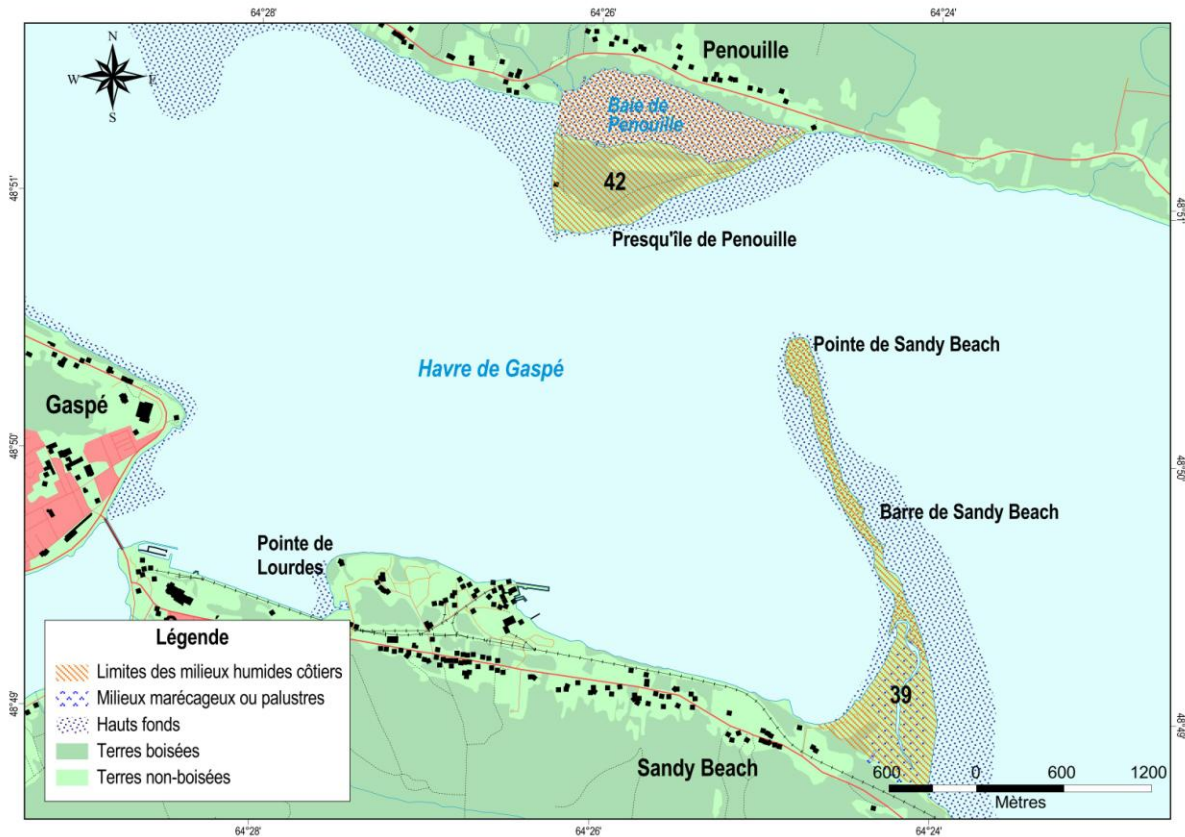 64°28'
64°26'
64°24'
N
W
E
S
Penouille
Baie de
Penouille
42
48°51'
48°51'
Presqu'île de Penouille
Pointe de Sandy Beach
Havre de Gaspé
Gaspé
48°50'
48°50'
Barre de Sandy Beach
Pointe de
Lourdes
Légende
Limites des milieux humides côtiers
Milieux marécageux ou palustres
Hauts fonds
Terres boisées
Terres non-boisées
39
48°49'
48°49'
Sandy Beach
600 0 600 1200
Mètres
64°28'
64°26'
64°24'